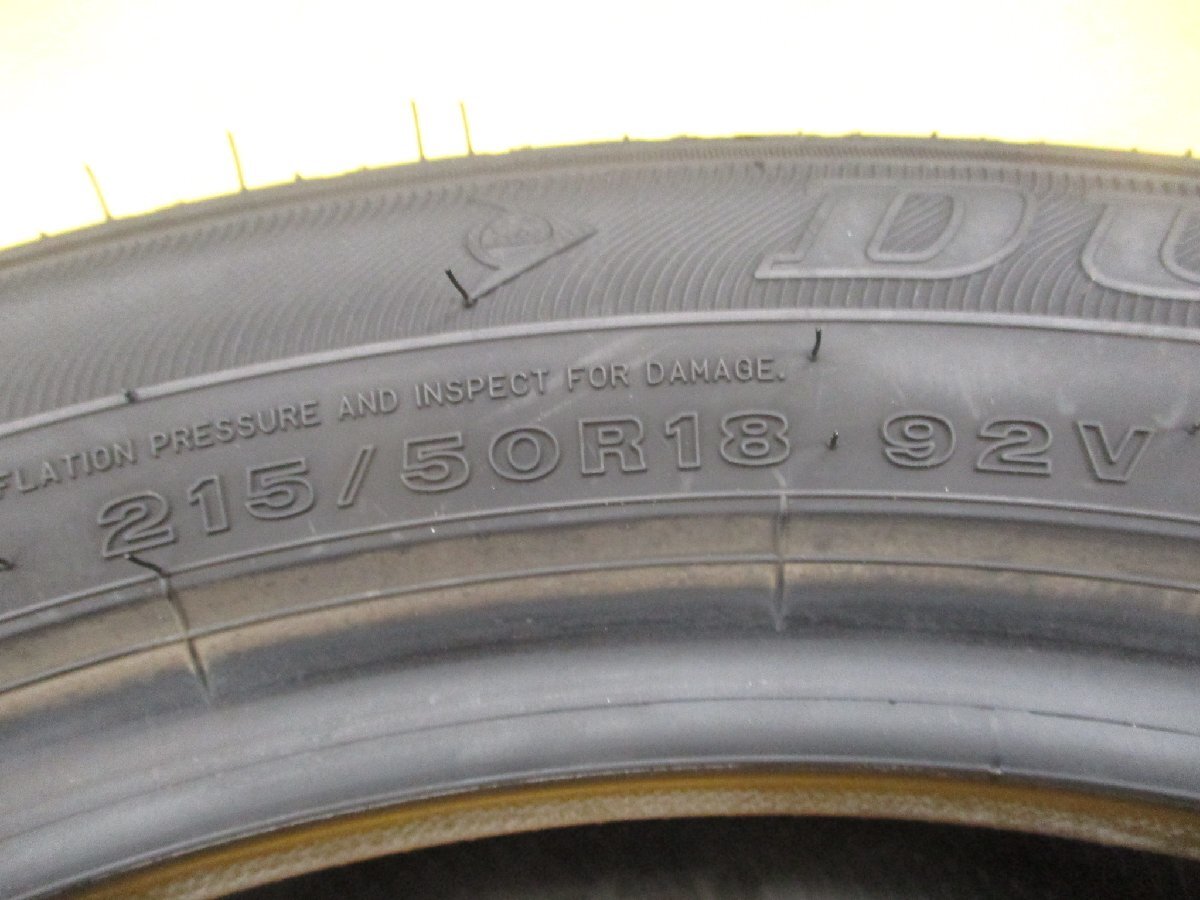 DU
FLATION PRESSURE AND INSPECT FOR DAMAGE.
215/50R18 92V